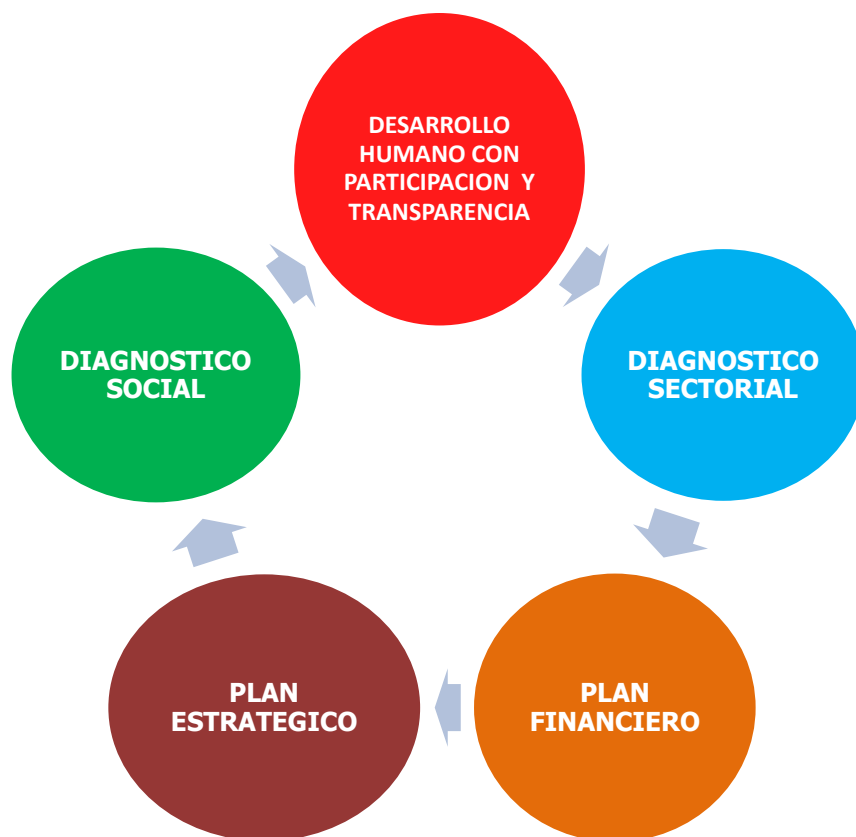 DESARROLLO
HUMANO CON
PARTICIPACION Y
TRANSPARENCIA
DIAGNOSTICO
SOCIAL
DIAGNOSTICO
SECTORIAL
PLAN
ESTRATEGICO
PLAN
FINANCIERO